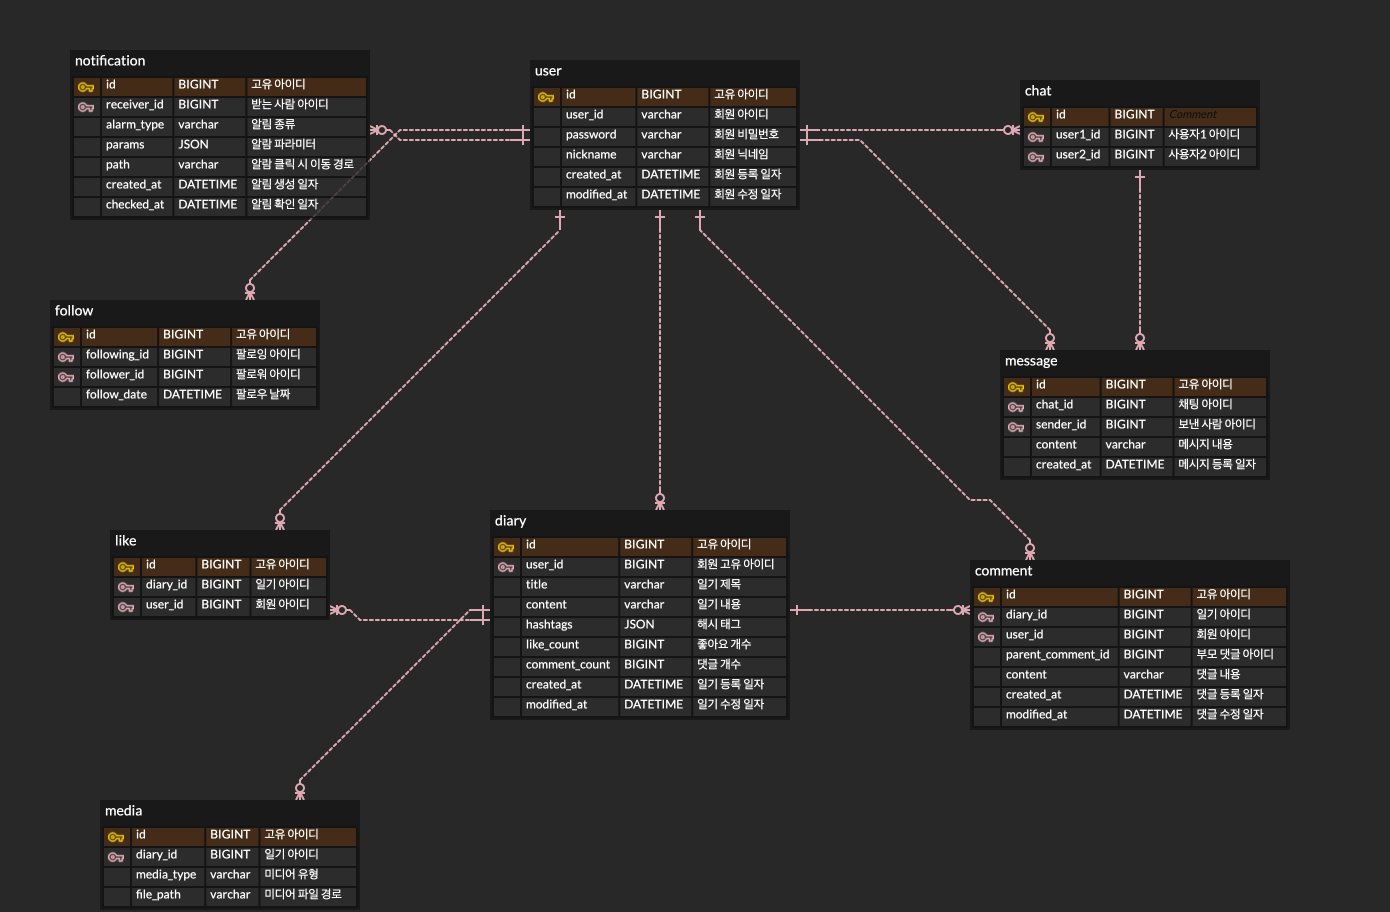 notification
id BIGINT 고유 아이디
receiver_id BIGINT 받는 사람 아이디
alarm_type varchar 알림 종류
params JSON 알람 파라미터
path varchar 알람 클릭 시 이동 경로
created_at DATETIME 알림 생성 일자
checked_at DATETIME 알림 확인 일자
user
id BIGINT 고유 아이디
user_id varchar 회원 아이디
password varchar 회원 비밀번호
nickname varchar 회원 닉네임
created_at DATETIME 회원 등록 일자
modified_at DATETIME 회원 수정 일자
chat
id BIGINT Comment
user1_id BIGINT 사용자1 아이디
user2_id BIGINT 사용자2 아이디
follow
id BIGINT 고유 아이디
following_id BIGINT 팔로잉 아이디
follower_id BIGINT 팔로워 아이디
follow_date DATETIME 팔로우 날짜
message
id BIGINT 고유 아이디
chat_id BIGINT 채팅 아이디
sender_id BIGINT 보낸 사람 아이디
content varchar 메시지 내용
created_at DATETIME 메시지 등록 일자
like
id BIGINT 고유 아이디
diary_id BIGINT 일기 아이디
user_id BIGINT 회원 아이디
diary
id BIGINT 고유 아이디
user_id BIGINT 회원 고유 아이디
title varchar 일기 제목
content varchar 일기 내용
hashtags JSON 해시 태그
like_count BIGINT 좋아요 개수
comment_count BIGINT 댓글 개수
created_at DATETIME 일기 등록 일자
modified_at DATETIME 일기 수정 일자
comment
id BIGINT 고유 아이디
diary_id BIGINT 일기 아이디
user_id BIGINT 회원 아이디
parent_comment_id BIGINT 부모 댓글 아이디
content varchar 댓글 내용
created_at DATETIME 댓글 등록 일자
modified_at DATETIME 댓글 수정 일자
media
id BIGINT 고유 아이디
diary_id BIGINT 일기 아이디
media_type varchar 미디어 유형
file_path varchar 미디어 파일 경로